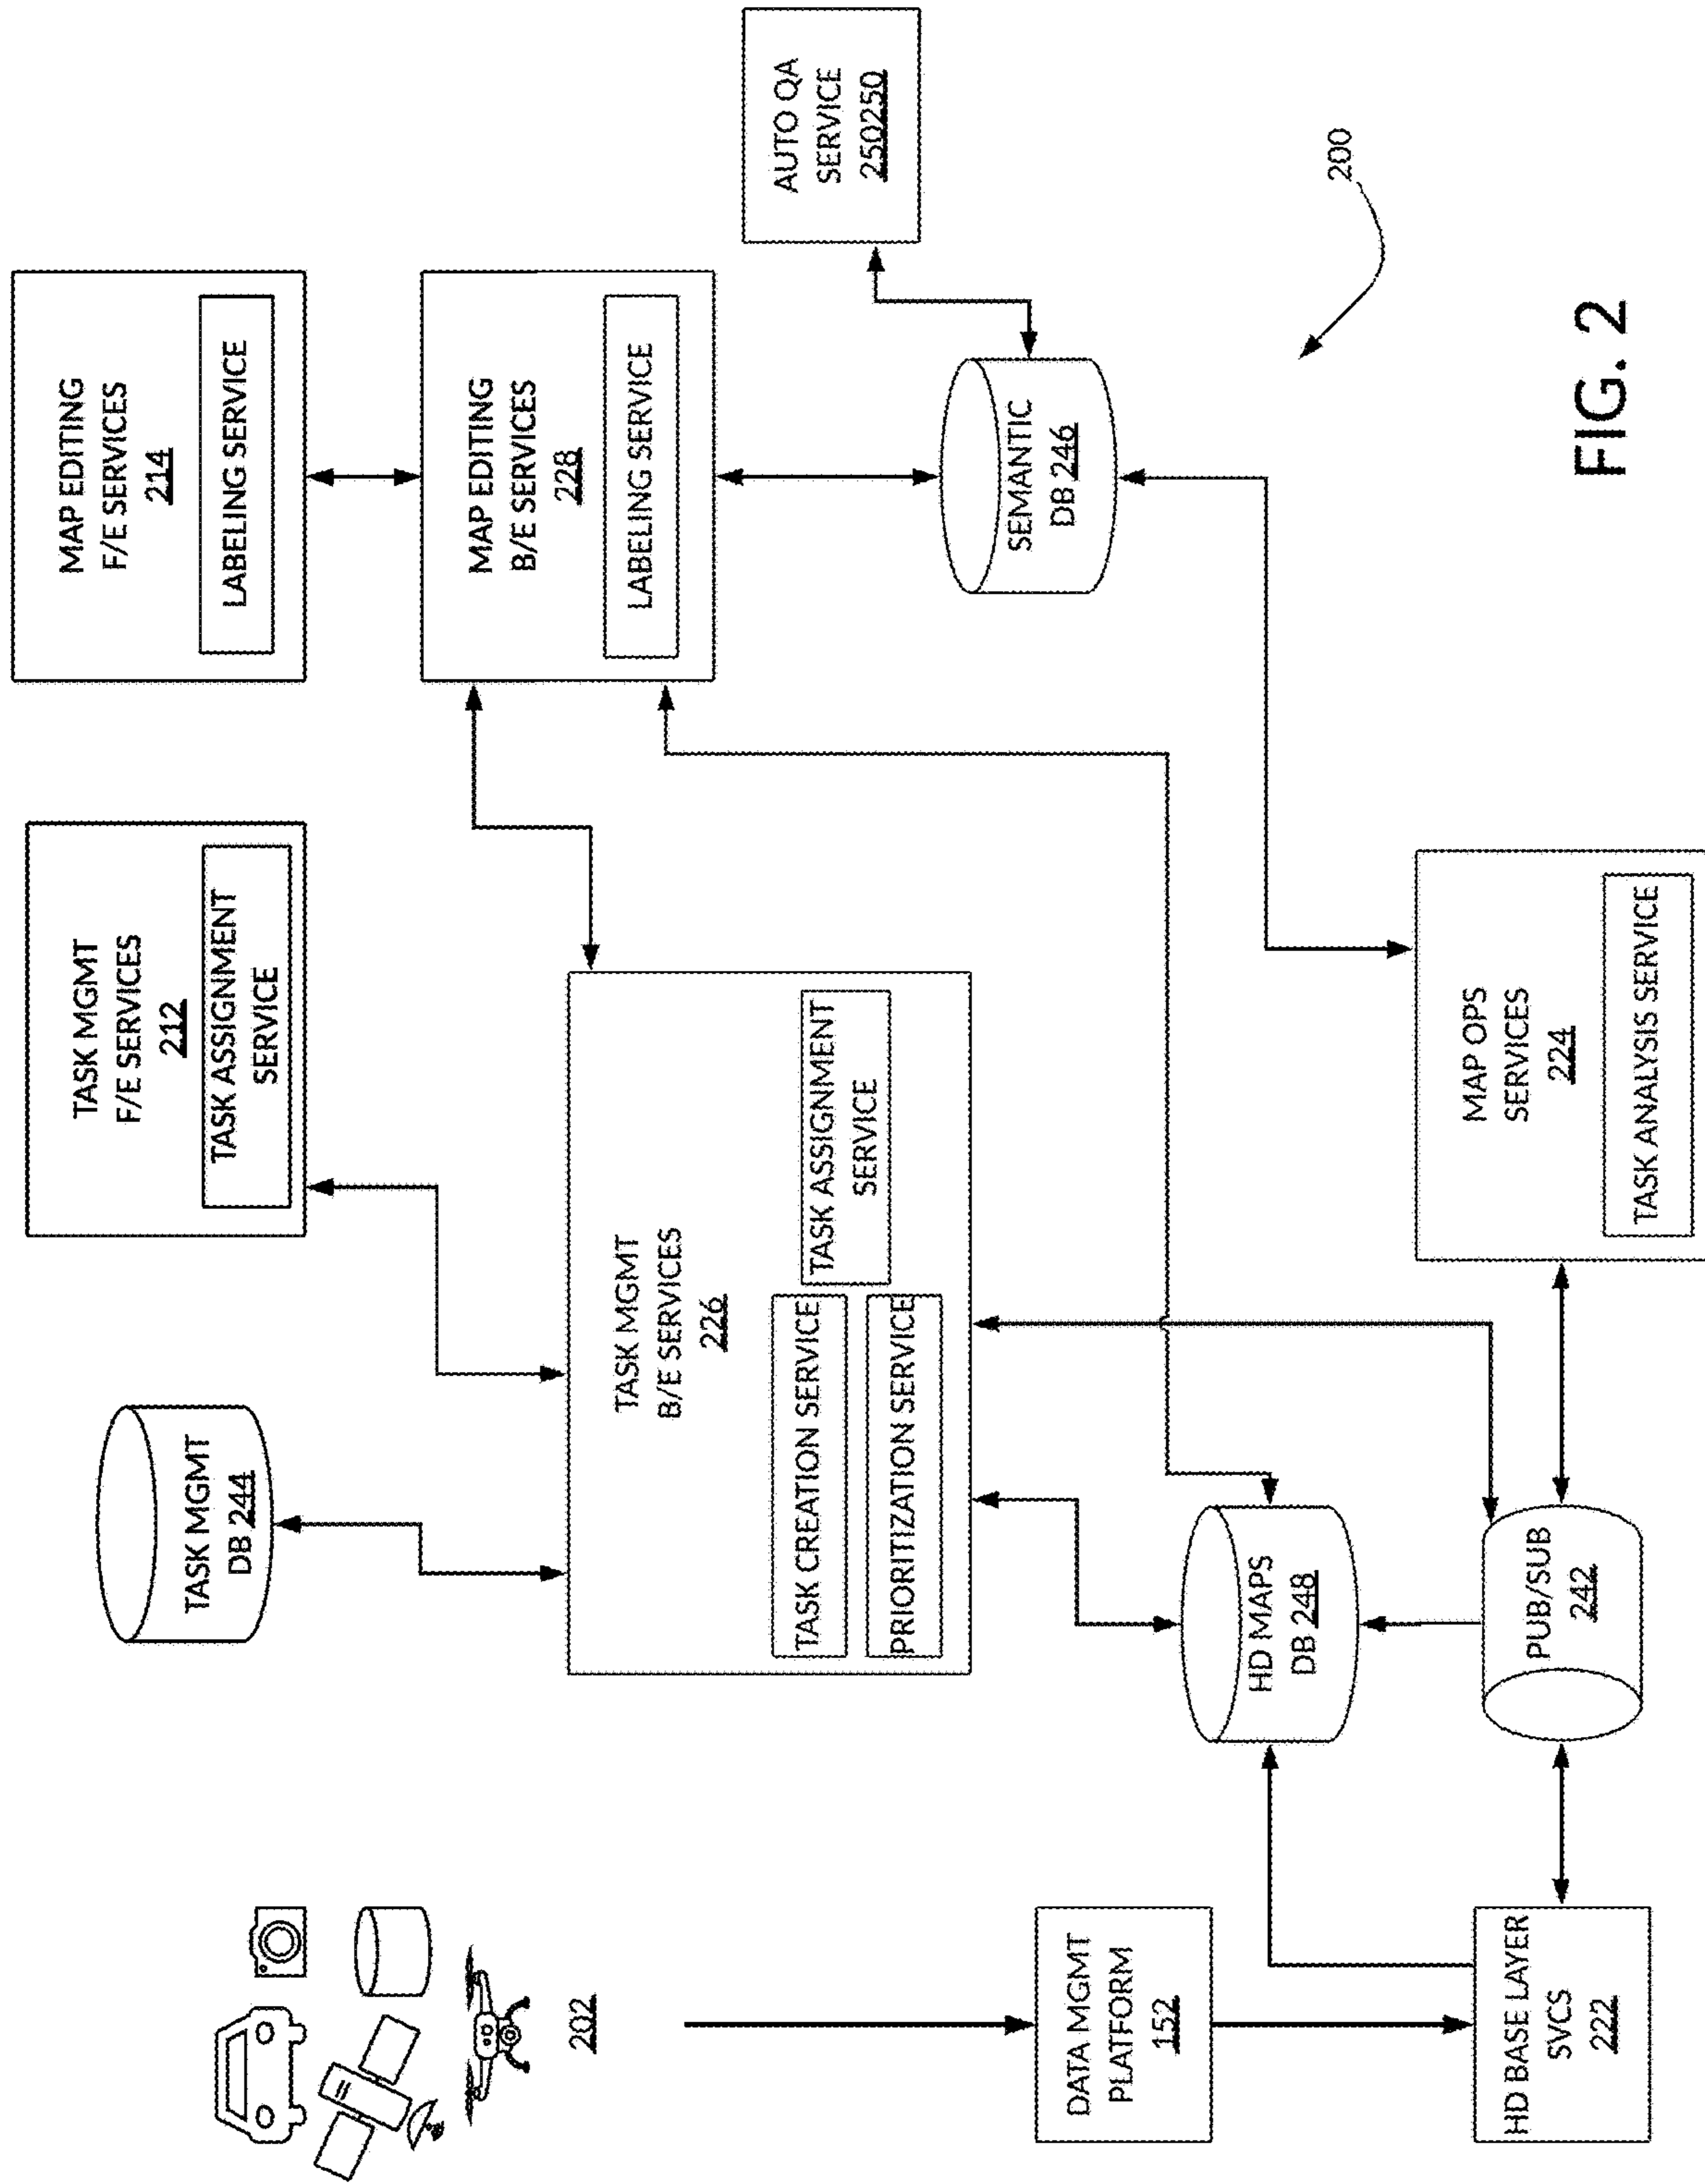 202
DATA MGMT
PLATFORM
152
HD BASE LAYER
SVCS
222
TASK MGMT
DB 244
TASK MGMT
F/E SERVICES
212
TASK ASSIGNMENT
SERVICE
MAP EDITING
F/E SERVICES
214
LABELING SERVICE
TASK MGMT
B/E SERVICES
226
TASK CREATION SERVICE
PRIORITIZATION SERVICE
TASK ASSIGNMENT
SERVICE
MAP EDITING
B/E SERVICES
228
LABELING SERVICE
AUTO QA
SERVICE
250250
HD MAPS
DB 248
SEMANTIC
DB 246
PUB/SUB
242
MAP OPS
SERVICES
224
TASK ANALYSIS SERVICE
200
FIG. 2